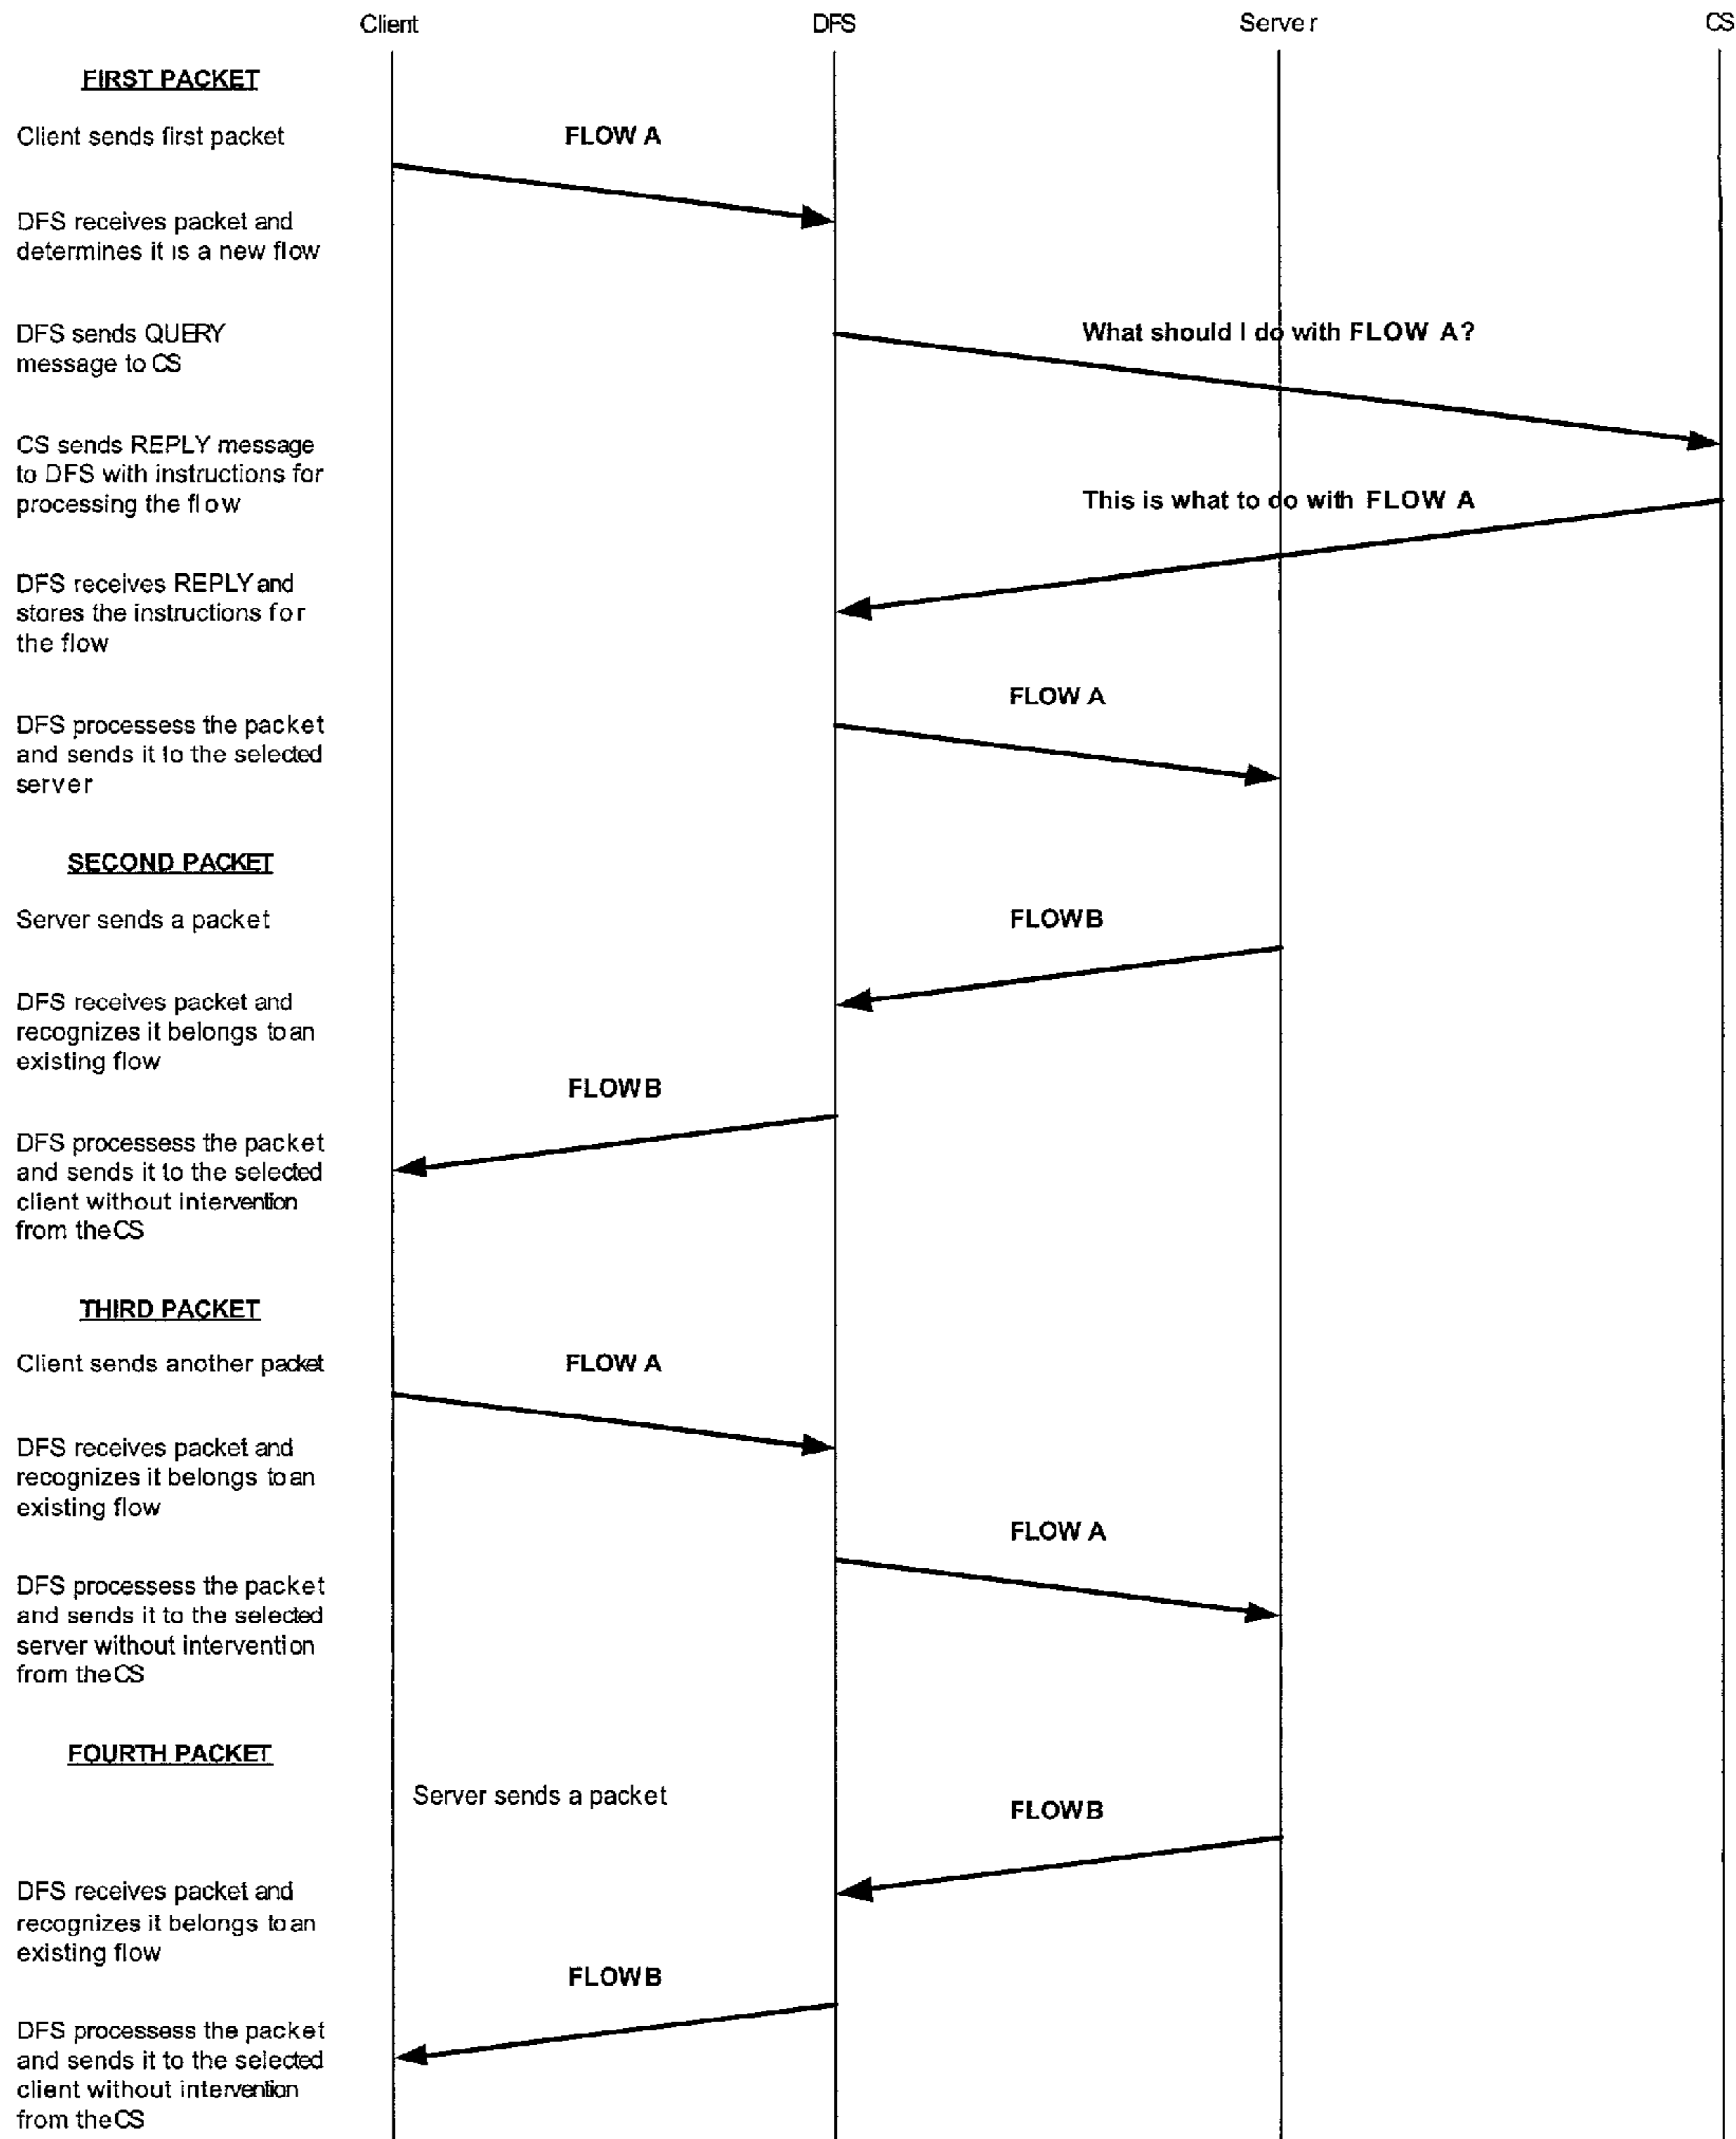 Client DFS Server CS
FIRST PACKET
Client sends first packet
FLOW A
DFS receives packet and
determines it is a new flow
DFS sends QUERY
message to CS
What should I do with FLOW A?
CS sends REPLY message
to DFS with instructions for
processing the flow
This is what to do with FLOW A
DFS receives REPLY and
stores the instructions for
the flow
FLOW A
DFS processess the packet
and sends it to the selected
server
SECOND PACKET
Server sends a packet
FLOW B
DFS receives packet and
recognizes it belongs to an
existing flow
FLOW B
DFS processess the packet
and sends it to the selected
client without intervention
from the CS
THIRD PACKET
Client sends another packet
FLOW A
DFS receives packet and
recognizes it belongs to an
existing flow
FLOW A
DFS processess the packet
and sends it to the selected
server without intervention
from the CS
FOURTH PACKET
Server sends a packet
FLOW B
DFS receives packet and
recognizes it belongs to an
existing flow
FLOW B
DFS processess the packet
and sends it to the selected
client without intervention
from the CS